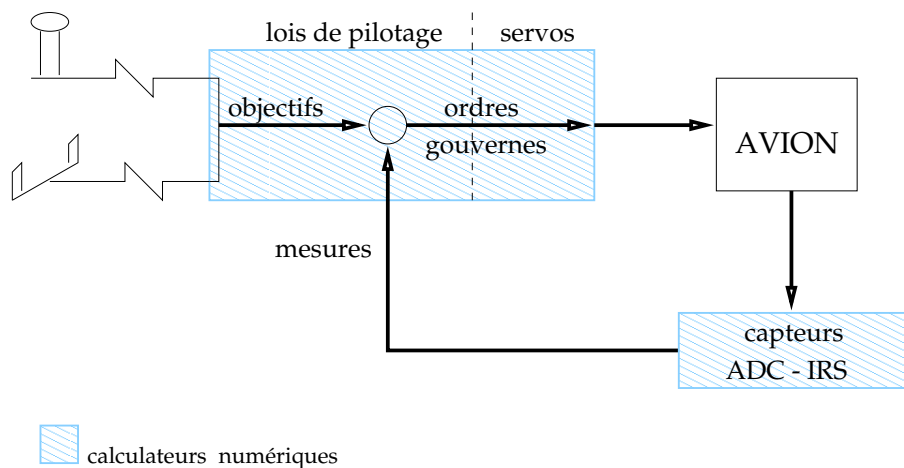 lois de pilotage
servos
objectifs
ordres
gouvernes
AVION
mesures
capteurs
ADC - IRS
calculateurs numériques